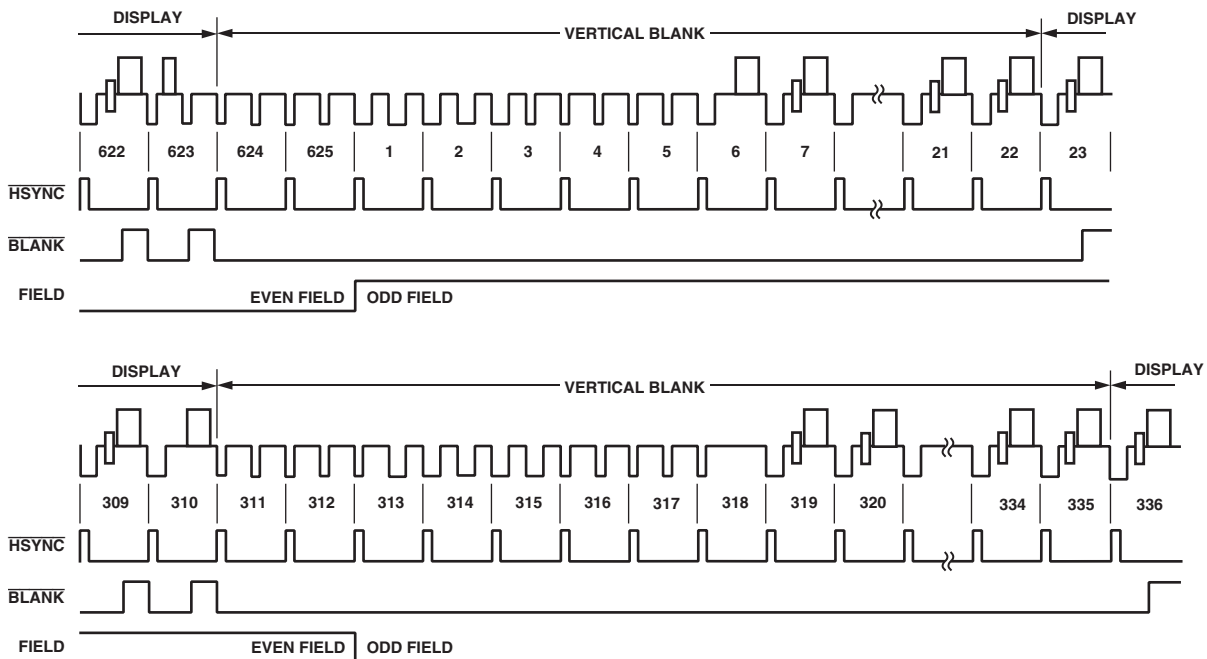 DISPLAY VERTICAL BLANK DISPLAY
622 623 624 625 1 2 3 4 5 6 7 21 22 23
HSYNC
BLANK
FIELD EVEN FIELD ODD FIELD
DISPLAY VERTICAL BLANK DISPLAY
309 310 311 312 313 314 315 316 317 318 319 320 334 335 336
HSYNC
BLANK
FIELD EVEN FIELD ODD FIELD